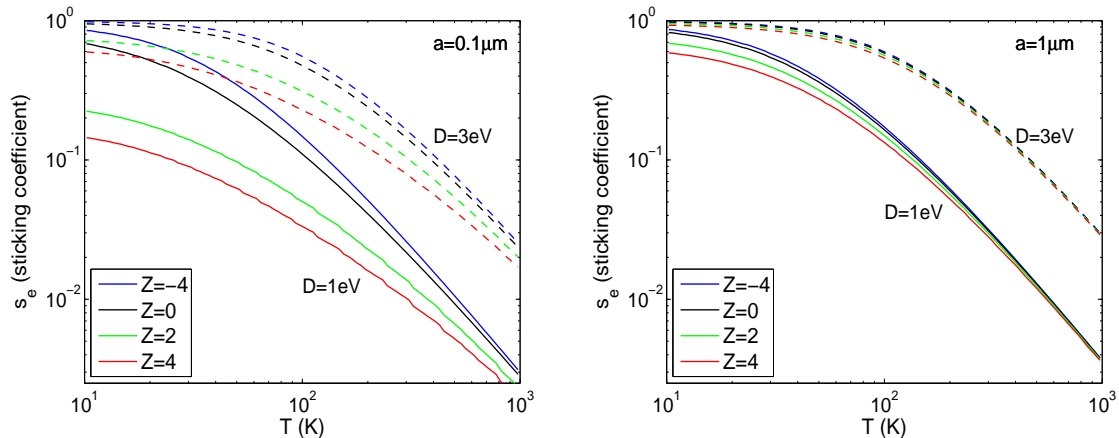 a=0.1μm
s_e (sticking coefficient)
10^0
10^-1
10^-2
D=3eV
D=1eV
Z=-4
Z=0
Z=2
Z=4
10^1
10^2
10^3
T (K)
a=1μm
s_e (sticking coefficient)
10^0
10^-1
10^-2
D=3eV
D=1eV
Z=-4
Z=0
Z=2
Z=4
10^1
10^2
10^3
T (K)